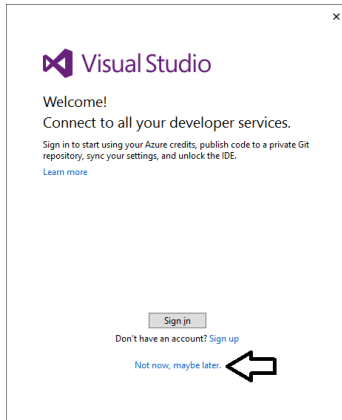 Visual Studio
Welcome!
Connect to all your developer services.
Sign in to start using your Azure credits, publish code to a private Git
repository, sync your settings, and unlock the IDE.
Learn more
Sign in
Don't have an account? Sign up
Not now, maybe later.